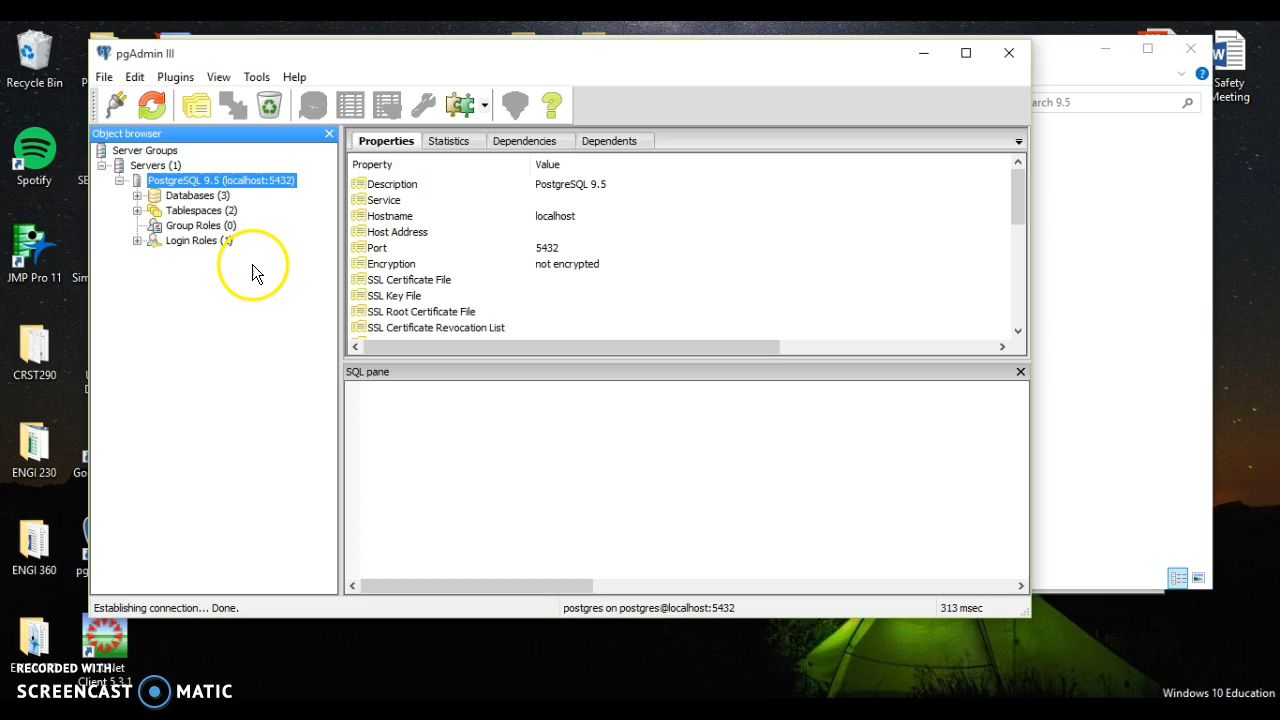 Recycle Bin
Spotify
JMP Pro 11
CRST290
ENGI 230
ENGI 360
Client 5.3.1
Safety
Meeting
pgAdmin III
File Edit Plugins View Tools Help
Object browser
Server Groups
Servers (1)
PostgreSQL 9.5 (localhost:5432)
Databases (3)
Tablespaces (2)
Group Roles (0)
Login Roles (1)
Properties Statistics Dependencies Dependents
Property Value
Description PostgreSQL 9.5
Service
Hostname localhost
Host Address
Port 5432
Encryption not encrypted
SSL Certificate File
SSL Key File
SSL Root Certificate File
SSL Certificate Revocation List
SQL pane
Establishing connection... Done. postgres on postgres@localhost:5432 313 msec
arch 9.5
RECORDED WITH
SCREENCAST MATIC
Windows 10 Education